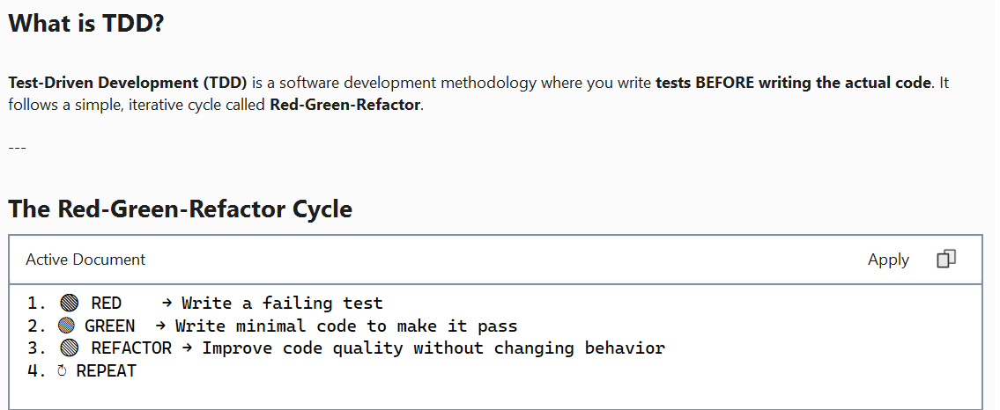 What is TDD?
Test-Driven Development (TDD) is a software development methodology where you write tests BEFORE writing the actual code. It
follows a simple, iterative cycle called Red-Green-Refactor.
---
The Red-Green-Refactor Cycle
Active Document Apply
1. RED → Write a failing test
2. GREEN → Write minimal code to make it pass
3. REFACTOR → Improve code quality without changing behavior
4. ↻ REPEAT